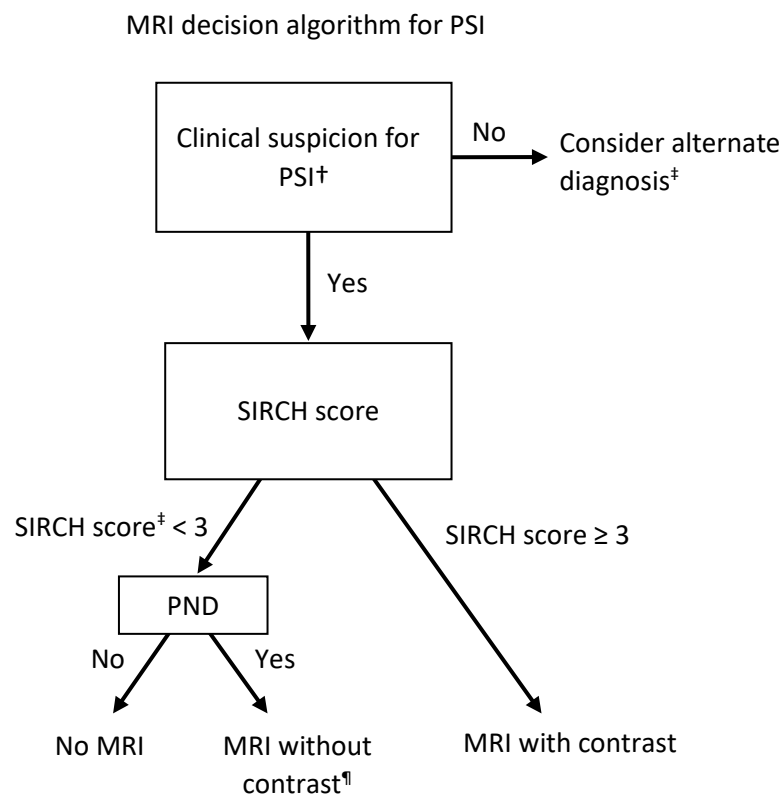 MRI decision algorithm for PSI
Clinical suspicion for
PSI†
No
Consider alternate
diagnosis‡
Yes
SIRCH score
SIRCH score‡ < 3
SIRCH score ≥ 3
PND
No
Yes
No MRI
MRI without
contrast¶
MRI with contrast